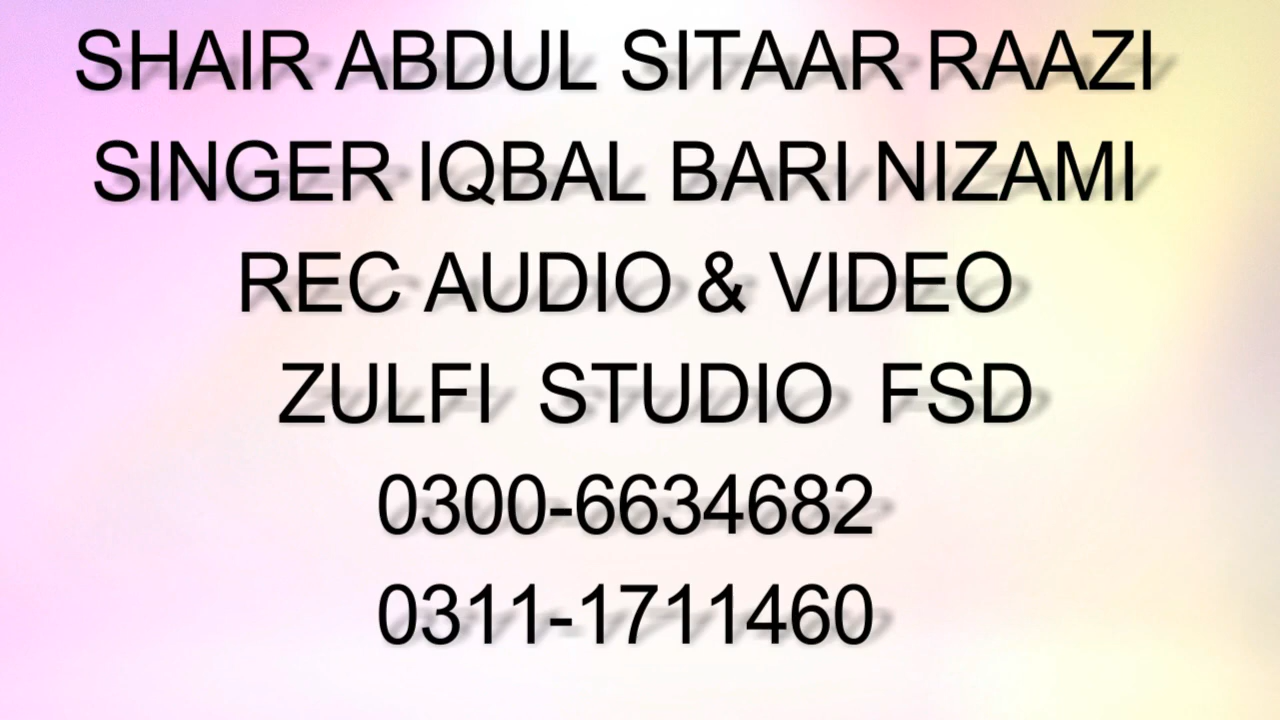 SHAIR ABDUL SITAAR RAAZI
SINGER IQBAL BARI NIZAMI
REC AUDIO & VIDEO
ZULFI STUDIO FSD
0300-6634682
0311-1711460